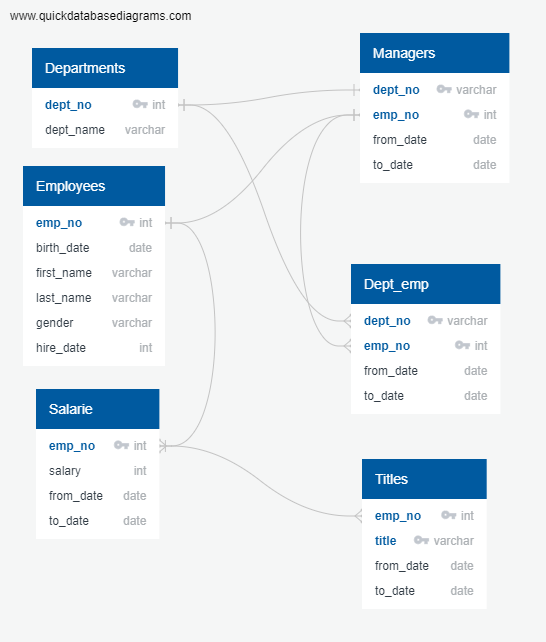 www.quickdatabasediagrams.com
Departments
dept_no int
dept_name varchar
Managers
dept_no varchar
emp_no int
from_date date
to_date date
Employees
emp_no int
birth_date date
first_name varchar
last_name varchar
gender varchar
hire_date int
Dept_emp
dept_no varchar
emp_no int
from_date date
to_date date
Salarie
emp_no int
salary int
from_date date
to_date date
Titles
emp_no int
title varchar
from_date date
to_date date